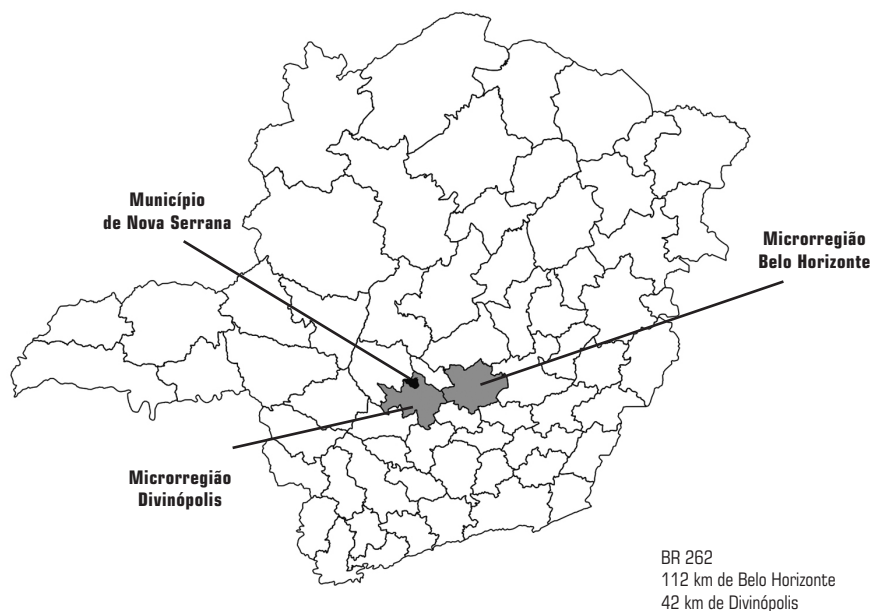 Município
de Nova Serrana
Microrregião
Belo Horizonte
Microrregião
Divinópolis
BR 262
112 km de Belo Horizonte
42 km de Divinópolis